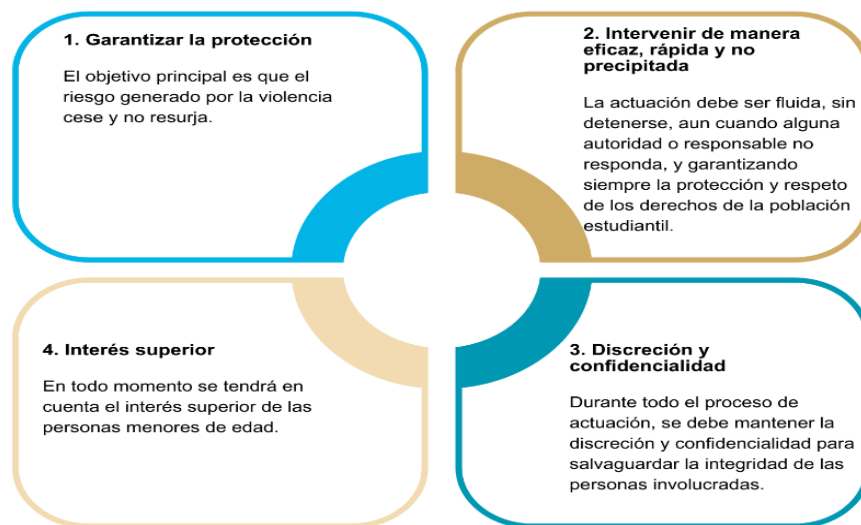 1. Garantizar la protección
El objetivo principal es que el
riesgo generado por la violencia
cese y no resurja.
2. Intervenir de manera
eficaz, rápida y no
precipitada
La actuación debe ser fluida, sin
detenerse, aun cuando alguna
autoridad o responsable no
responda, y garantizando
siempre la protección y respeto
de los derechos de la población
estudiantil.
3. Discreción y
confidencialidad
Durante todo el proceso de
actuación, se debe mantener la
discreción y confidencialidad para
salvaguardar la integridad de las
personas involucradas.
4. Interés superior
En todo momento se tendrá en
cuenta el interés superior de las
personas menores de edad.